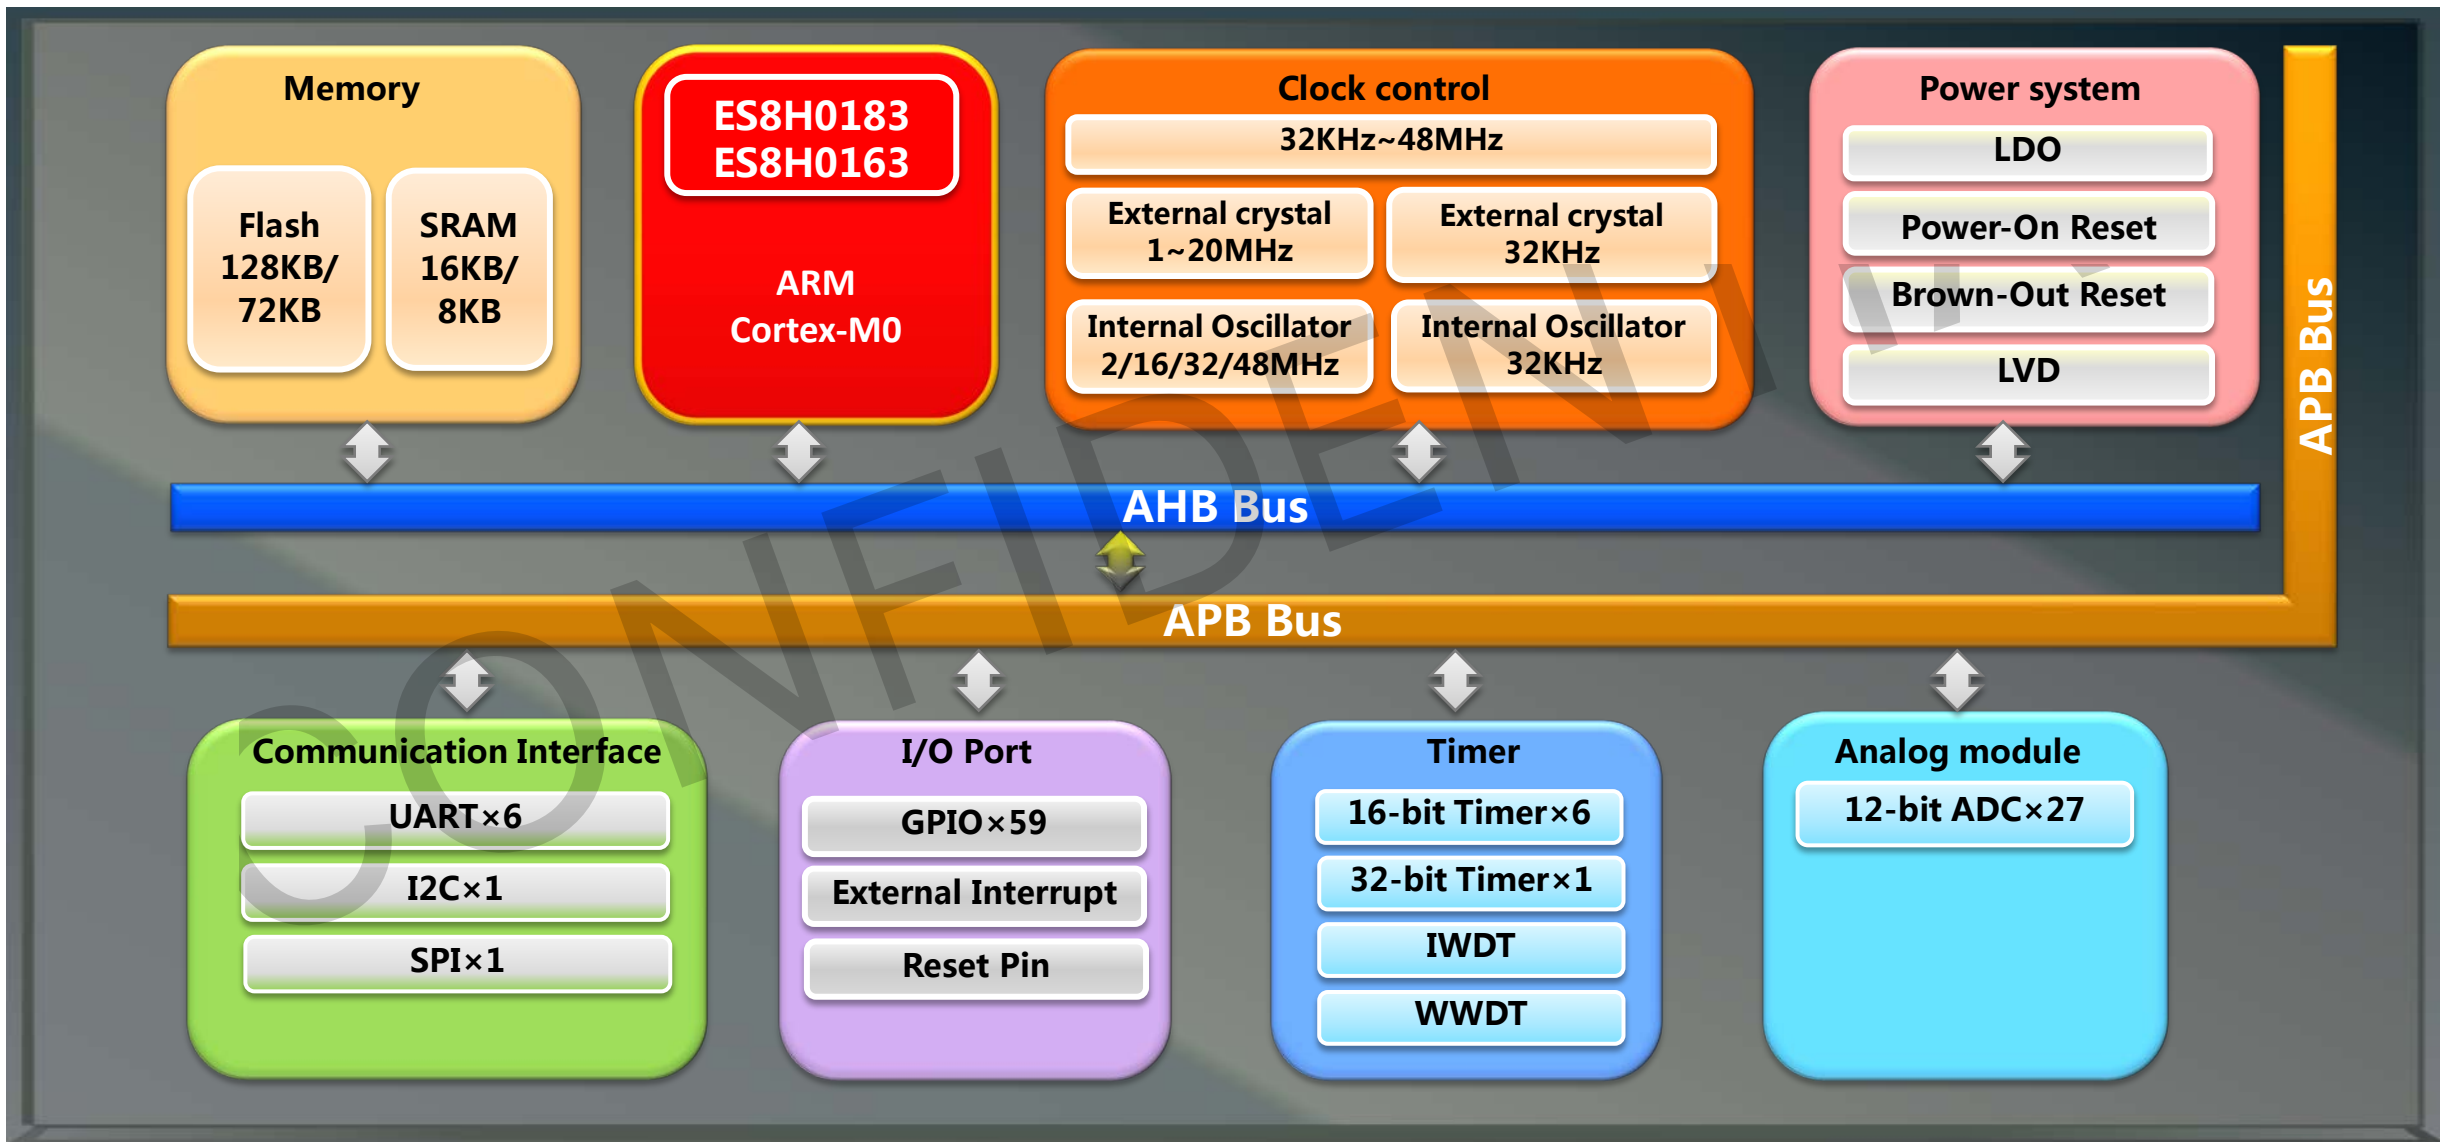 Memory
Flash
128KB/
72KB
SRAM
16KB/
8KB
ES8H0183
ES8H0163
ARM
Cortex-M0
Clock control
32KHz~48MHz
External crystal
1~20MHz
External crystal
32KHz
Internal Oscillator
2/16/32/48MHz
Internal Oscillator
32KHz
Power system
LDO
Power-On Reset
Brown-Out Reset
LVD
APB Bus
AHB Bus
APB Bus
Communication Interface
UART×6
I2C×1
SPI×1
I/O Port
GPIO×59
External Interrupt
Reset Pin
Timer
16-bit Timer×6
32-bit Timer×1
IWDT
WWDT
Analog module
12-bit ADC×27